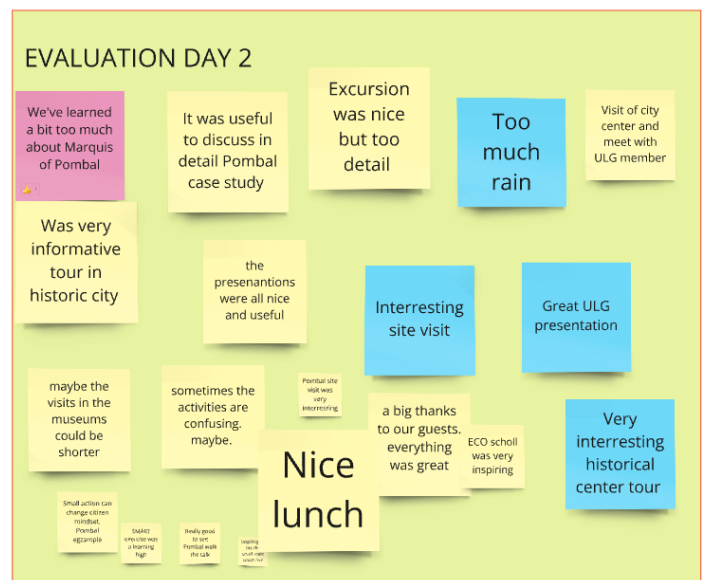 EVALUATION DAY 2
We've learned
a bit too much
about Marquis
of Pombal
It was useful
to discuss in
detail Pombal
case study
Excursion
was nice
but too
detail
Too
much
rain
Visit of city
center and
meet with
ULG member
Was very
informative
tour in
historic city
the
presenantions
were all nice
and useful
Interresting
site visit
Great ULG
presentation
maybe the
visits in the
museums
could be
shorter
sometimes the
activities are
confusing.
maybe.
Pombal site
visit was
very
interresting
a big thanks
to our guests.
everything
was great
ECO scholl
was very
inspiring
Very
interresting
historical
center tour
Nice
lunch
Small action can
change citizen
mindset,
Pombal
egzample
SMART
exercise was
a learning
high
Really good
to see
Pombal walk
the talk